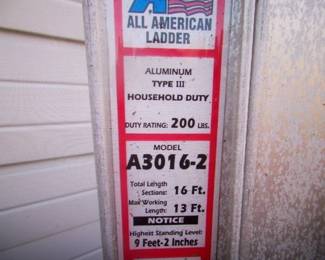 ALL AMERICAN
LADDER
ALUMINUM
TYPE III
HOUSEHOLD DUTY
DUTY RATING: 200 LBS.
MODEL
A3016-2
Total Length
Sections: 16 Ft.
Max Working
Length: 13 Ft.
NOTICE
Highest Standing Level:
9 Feet-2 Inches